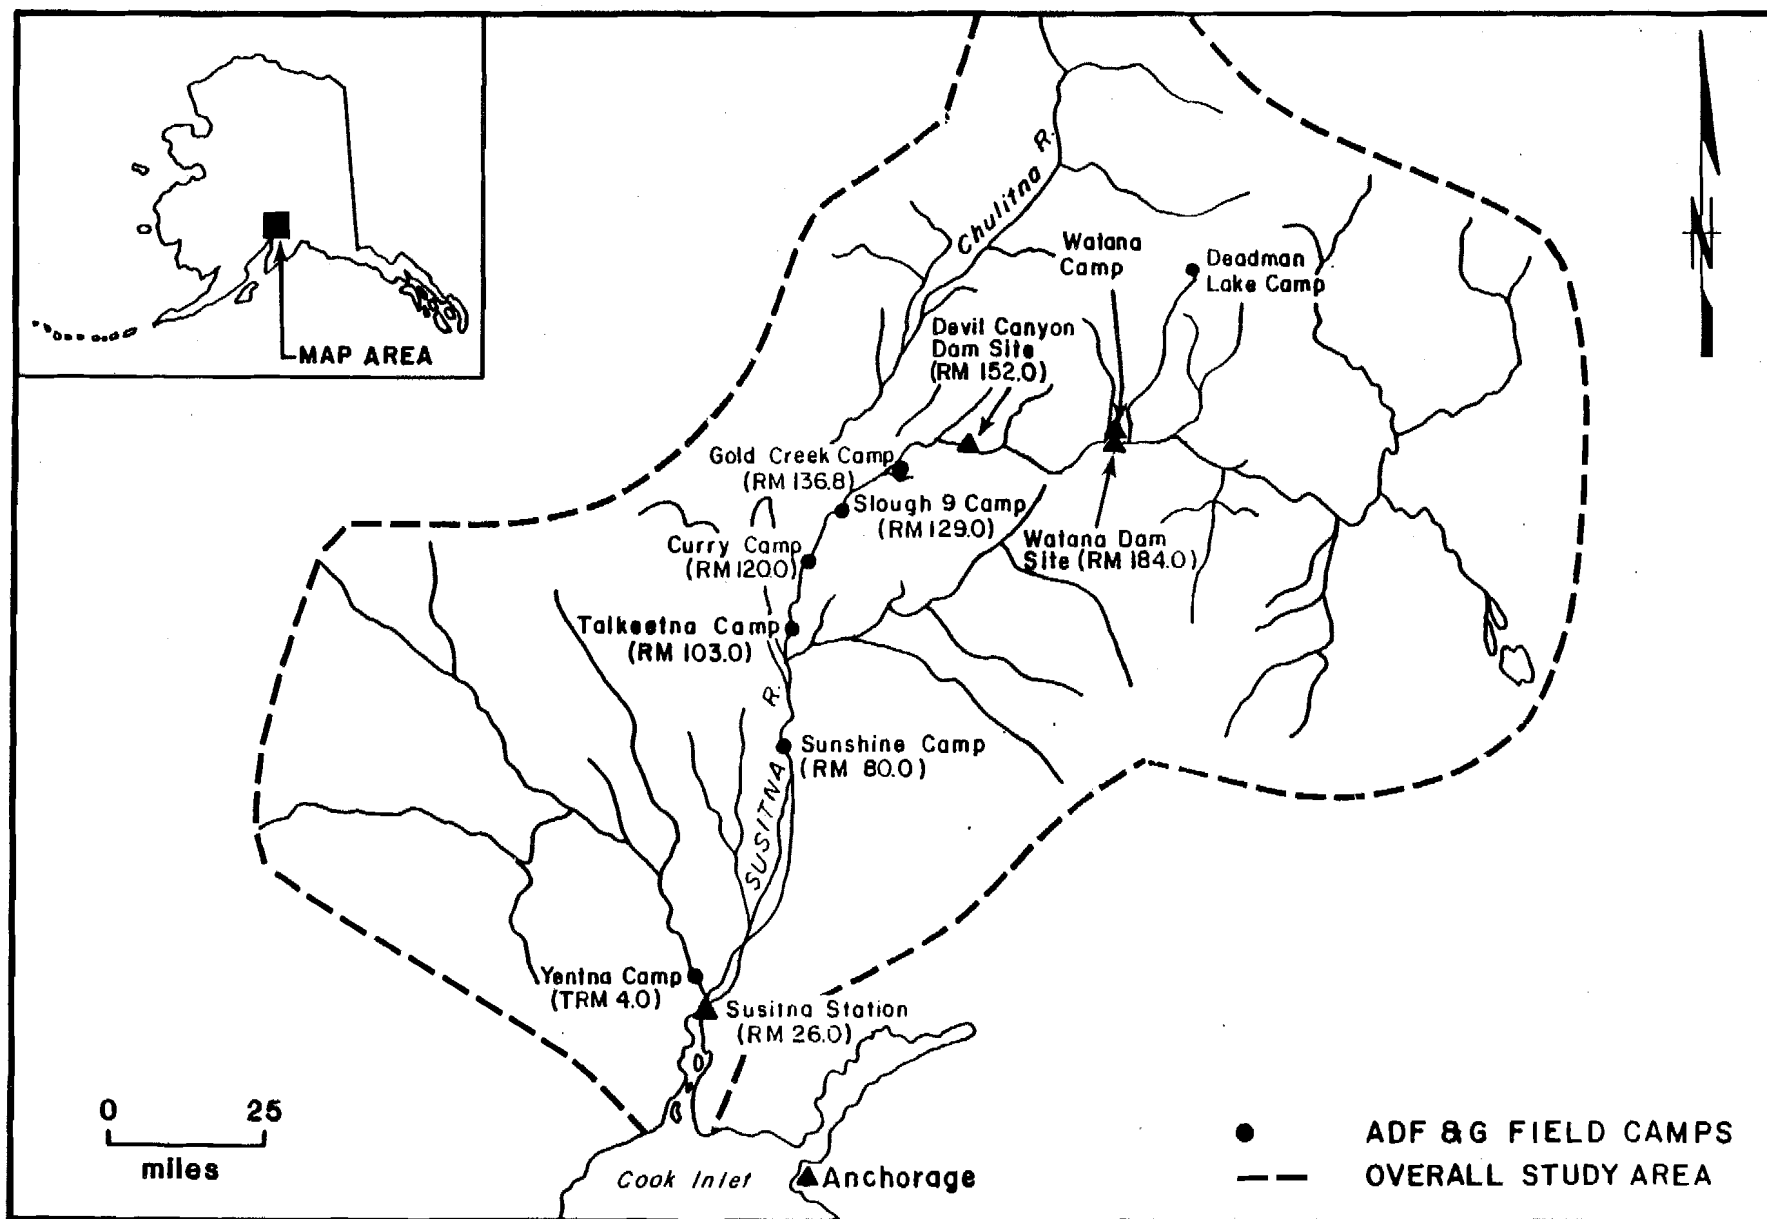 MAP AREA
Chulitna R.
Watana
Camp
Deadman
Lake Camp
Devil Canyon
Dam Site
(RM 152.0)
Gold Creek Camp
(RM 136.8)
Slough 9 Camp
(RM 129.0)
Watana Dam
Site (RM 184.0)
Curry Camp
(RM 120.0)
Talkeetna Camp
(RM 103.0)
SUSITNA R.
Sunshine Camp
(RM 80.0)
Yentna Camp
(TRM 4.0)
Susitna Station
(RM 26.0)
N
0 25
miles
Cook Inlet
Anchorage
ADF &G FIELD CAMPS
OVERALL STUDY AREA